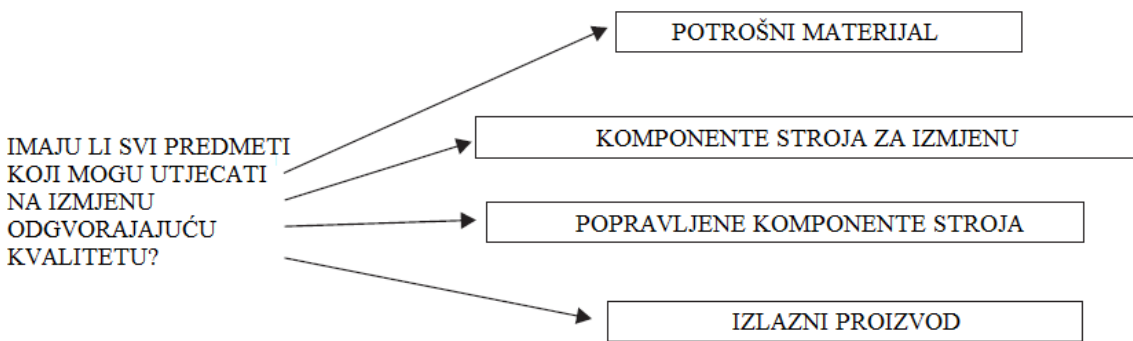 POTROŠNI MATERIJAL
KOMPONENTE STROJA ZA IZMJENU
IMAJU LI SVI PREDMETI
KOJI MOGU UTJECATI
NA IZMJENU
ODGVORAJAJUĆU
KVALITETU?
POPRAVLJENE KOMPONENTE STROJA
IZLAZNI PROIZVOD